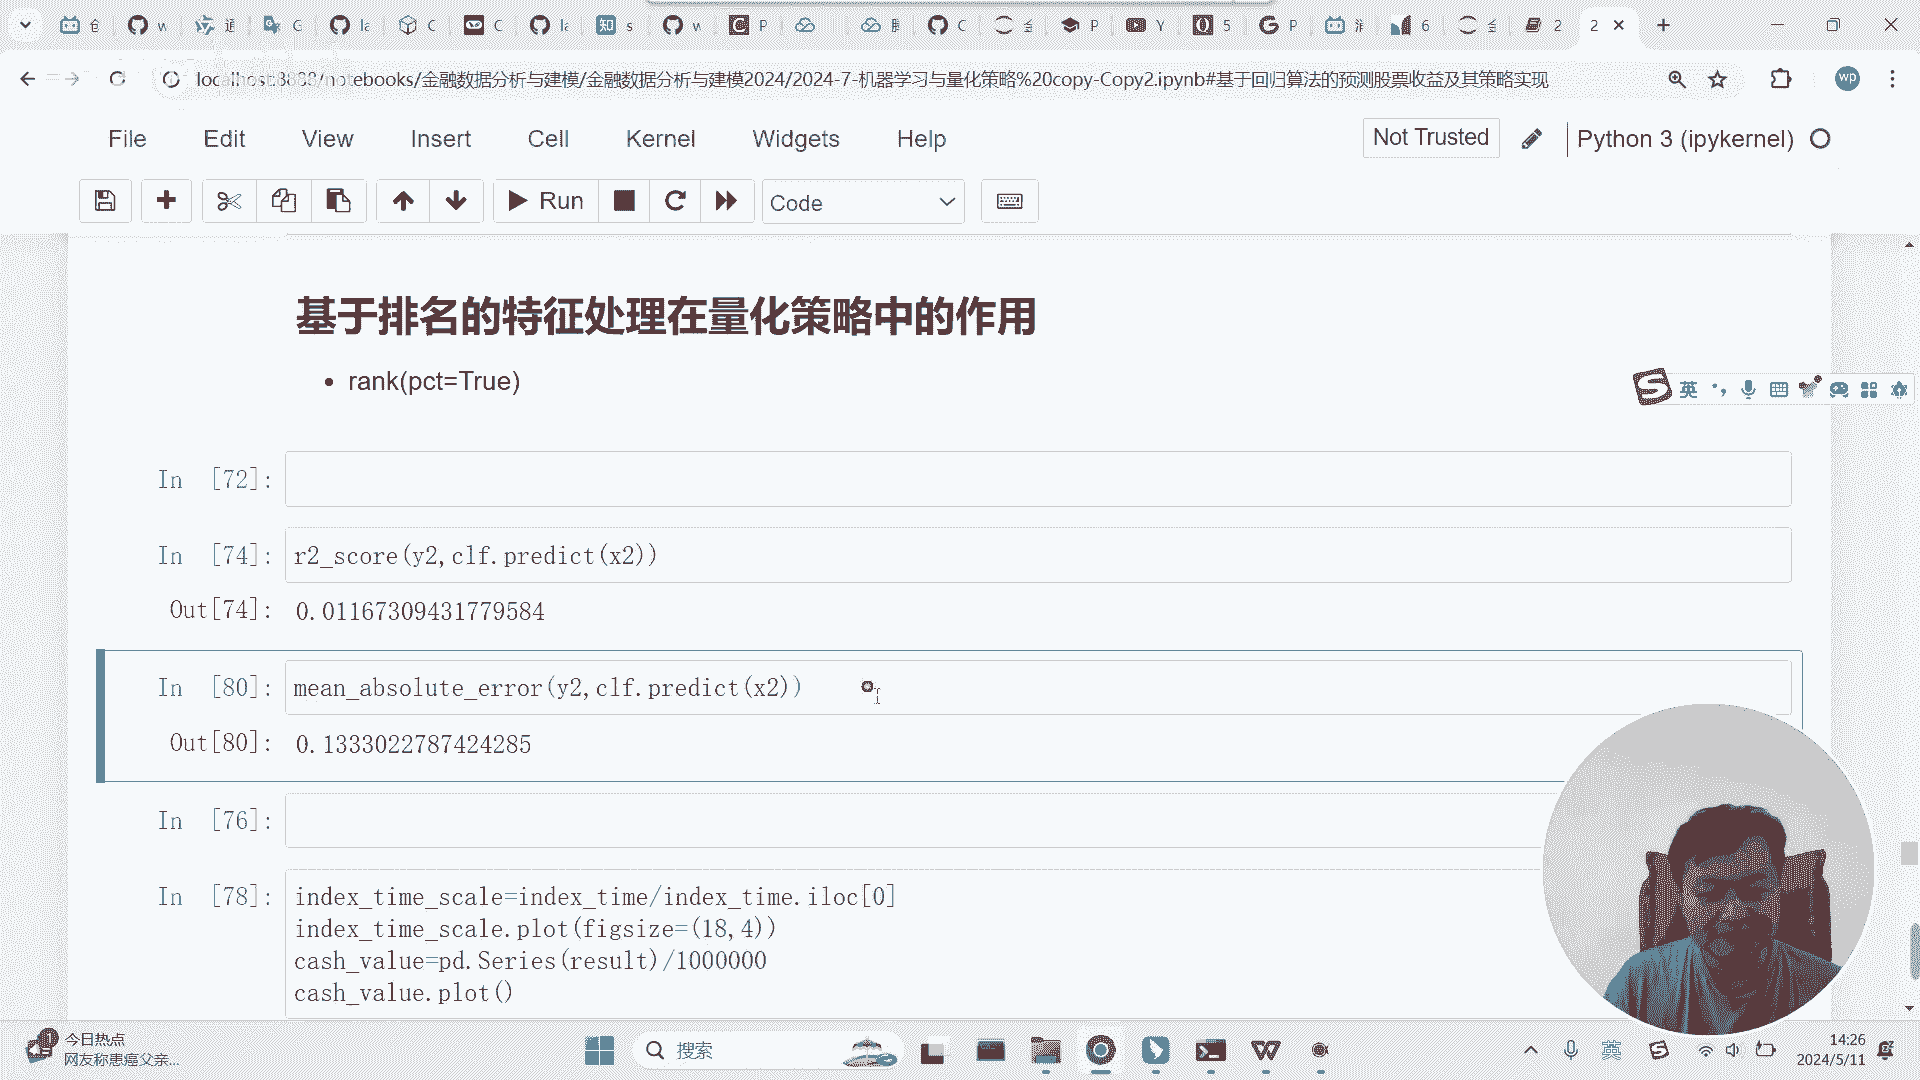 localhost:8888/notebooks/金融数据分析与建模/金融数据分析与建模2024/2024-7-机器学习与量化策略%20copy-Copy2.ipynb#基于回归算法的预测股票收益及其策略实现
wp
File Edit View Insert Cell Kernel Widgets Help
Not Trusted
Python 3 (ipykernel)
Run
Code
基于排名的特征处理在量化策略中的作用
• rank(pct=True)
英
In [72]:
In [74]: r2_score(y2,clf.predict(x2))
Out[74]: 0.01167309431779584
In [80]: mean_absolute_error(y2,clf.predict(x2))
Out[80]: 0.1333022787424285
In [76]:
In [78]: index_time_scale=index_time/index_time.iloc[0]
index_time_scale.plot(figsize=(18,4))
cash_value=pd.Series(result)/1000000
cash_value.plot()
今日热点
网友称患癌父亲...
搜索
英
14:26
2024/5/11